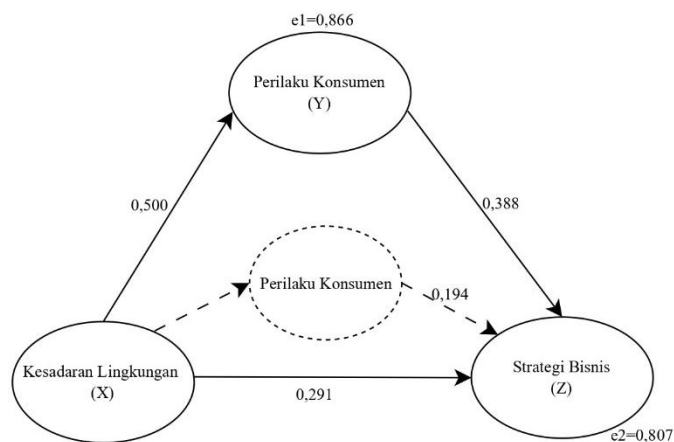 e1=0,866
Perilaku Konsumen
(Y)
0,500
0,388
Perilaku Konsumen
0,194
Kesadaran Lingkungan
(X)
Strategi Bisnis
(Z)
0,291
e2=0,807